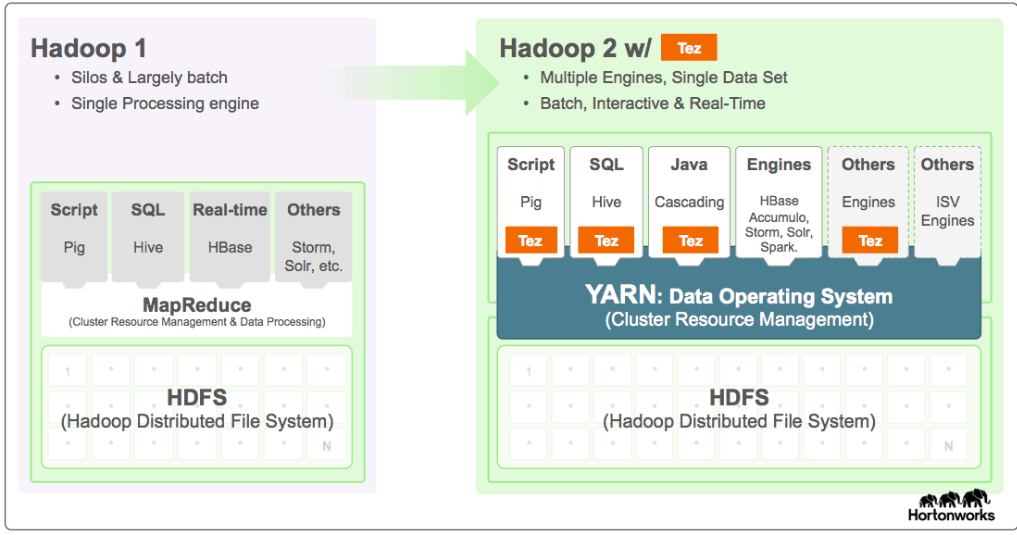 Hadoop 1
• Silos & Largely batch
• Single Processing engine
Script
Pig
SQL
Hive
Real-time
HBase
Others
Storm,
Solr, etc.
MapReduce
(Cluster Resource Management & Data Processing)
1
HDFS
(Hadoop Distributed File System)
N
Hadoop 2 w/ Tez
• Multiple Engines, Single Data Set
• Batch, Interactive & Real-Time
Script
Pig
Tez
SQL
Hive
Tez
Java
Cascading
Tez
Engines
HBase
Accumulo,
Storm, Solr,
Spark.
Others
Engines
Tez
Others
ISV
Engines
YARN: Data Operating System
(Cluster Resource Management)
1
HDFS
(Hadoop Distributed File System)
N
Hortonworks